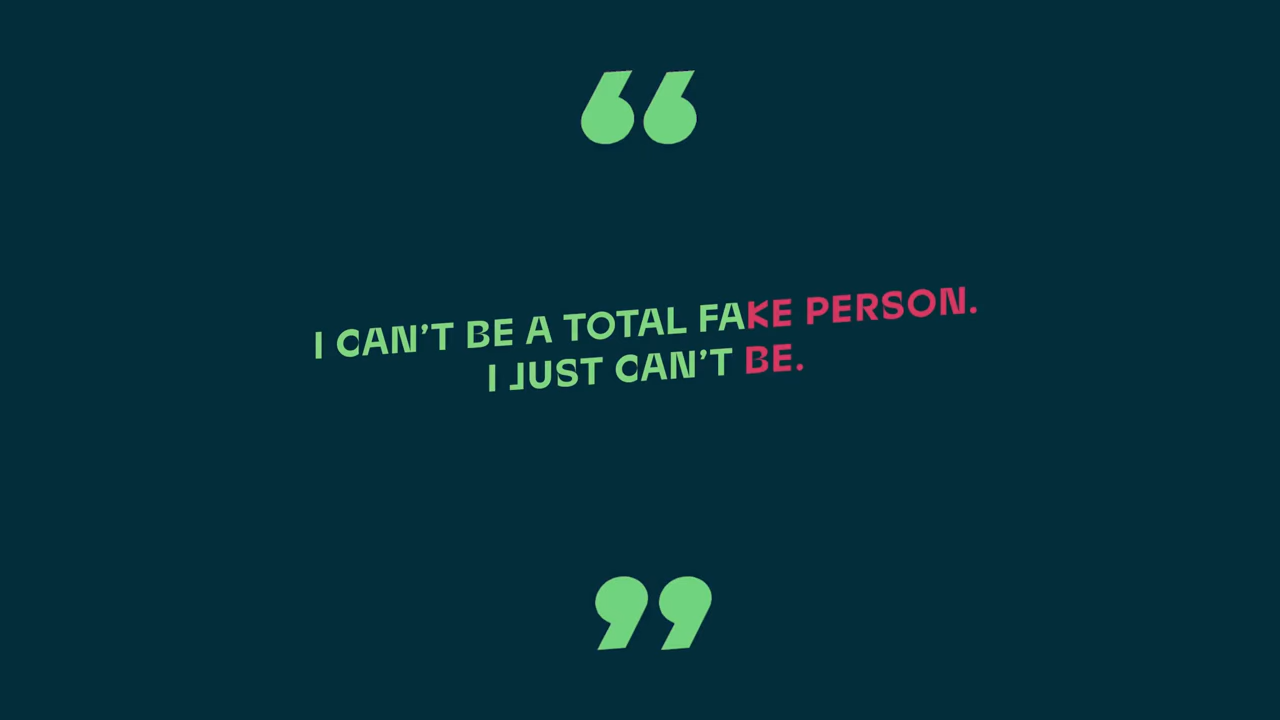 “
I CAN’T BE A TOTAL FAKE PERSON.
I JUST CAN’T BE.
”